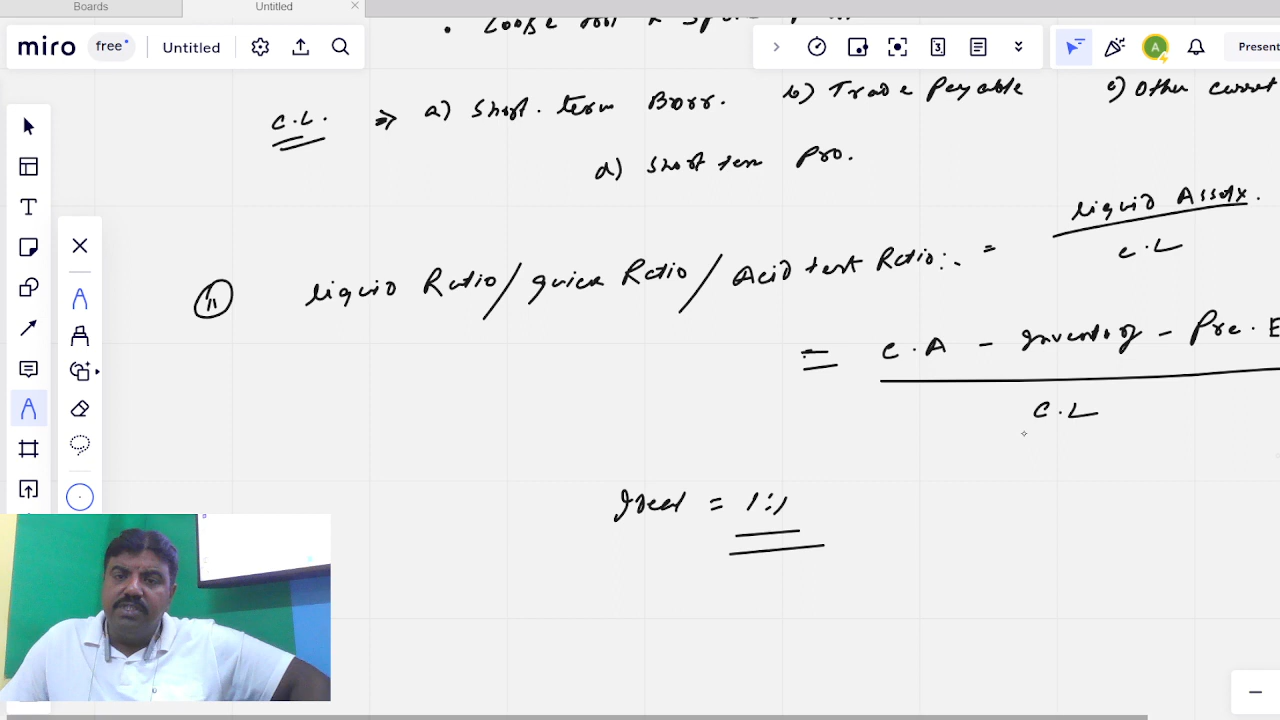 Boards Untitled
miro free Untitled 3 A Present
C.L. ⇒ a) Short. term Borr. b) Trade Payable c) Other current
d) Short term Pro.
(ii) liquid Ratio/quick Ratio/Acid test Ratio:- = liquid Assets.
C.L
= C.A - Inventory - Pre. E
C.L
Ideal = 1:1